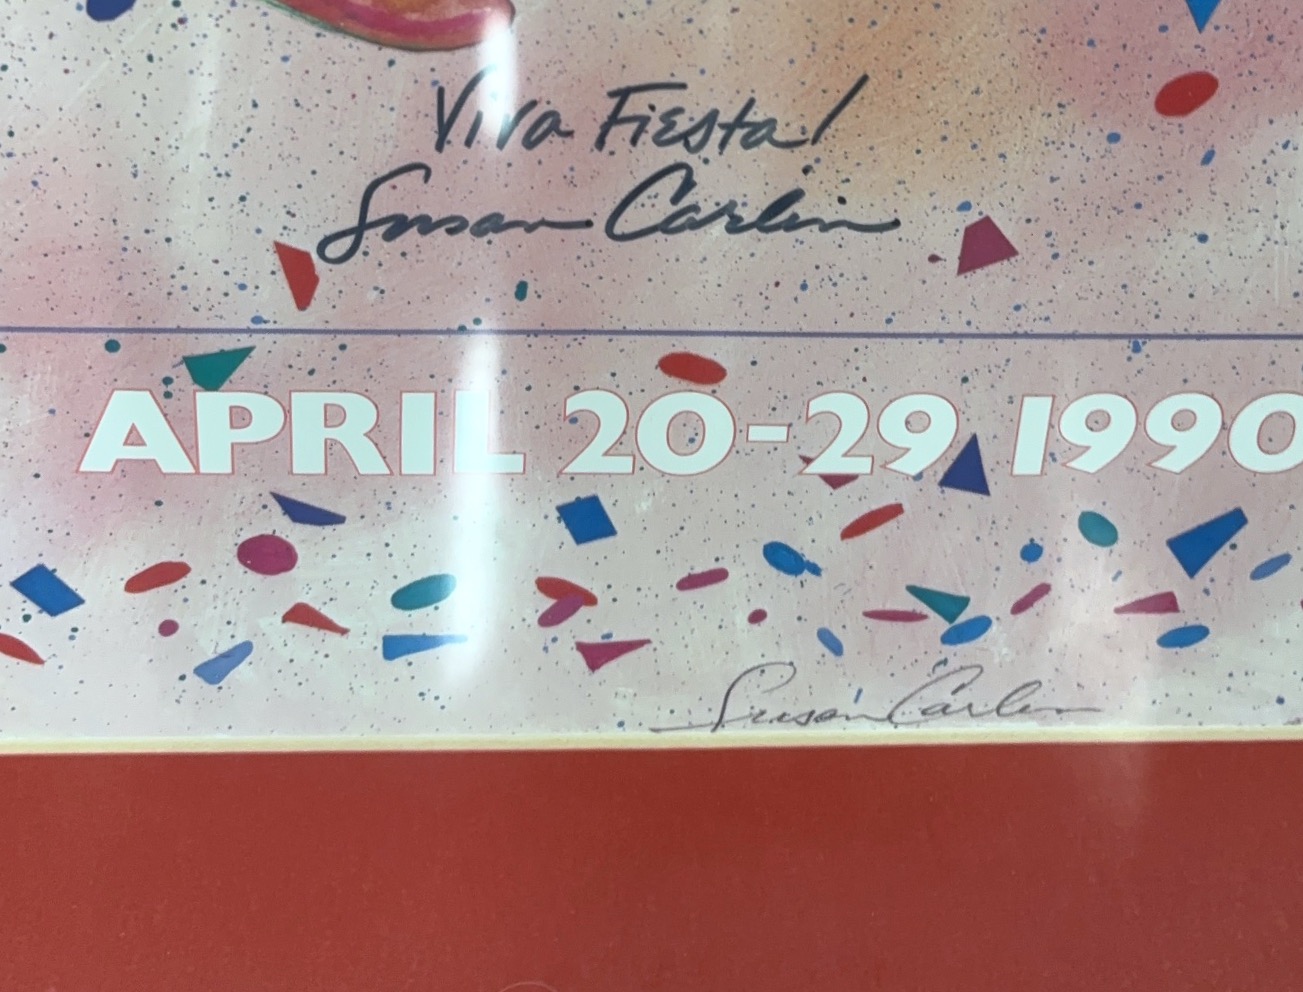 Viva Fiesta!
Susan Carlin
APRIL 20-29 1990
Susan Carlin